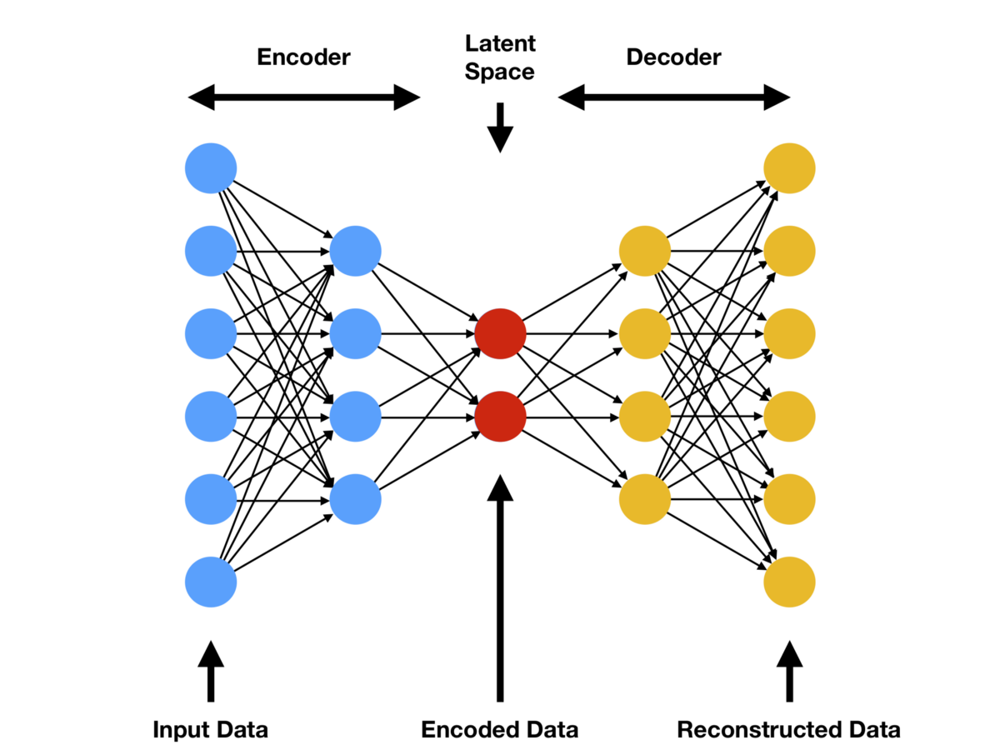 Encoder
Latent
Space
Decoder
Input Data
Encoded Data
Reconstructed Data